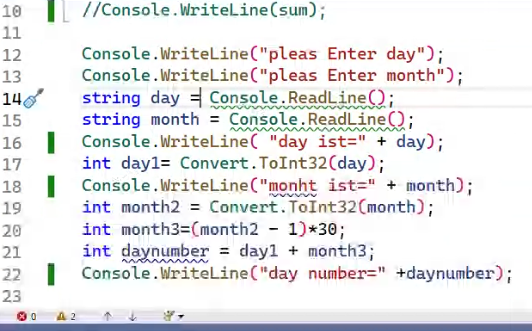 10 //Console.WriteLine(sum);
11
12 Console.WriteLine("pleas Enter day");
13 Console.WriteLine("pleas Enter month");
14 string day = Console.ReadLine();
15 string month = Console.ReadLine();
16 Console.WriteLine( "day ist=" + day);
17 int day1= Convert.ToInt32(day);
18 Console.WriteLine("monht ist=" + month);
19 int month2 = Convert.ToInt32(month);
20 int month3=(month2 - 1)*30;
21 int daynumber = day1 + month3;
22 Console.WriteLine("day number=" +daynumber);
23
0 2